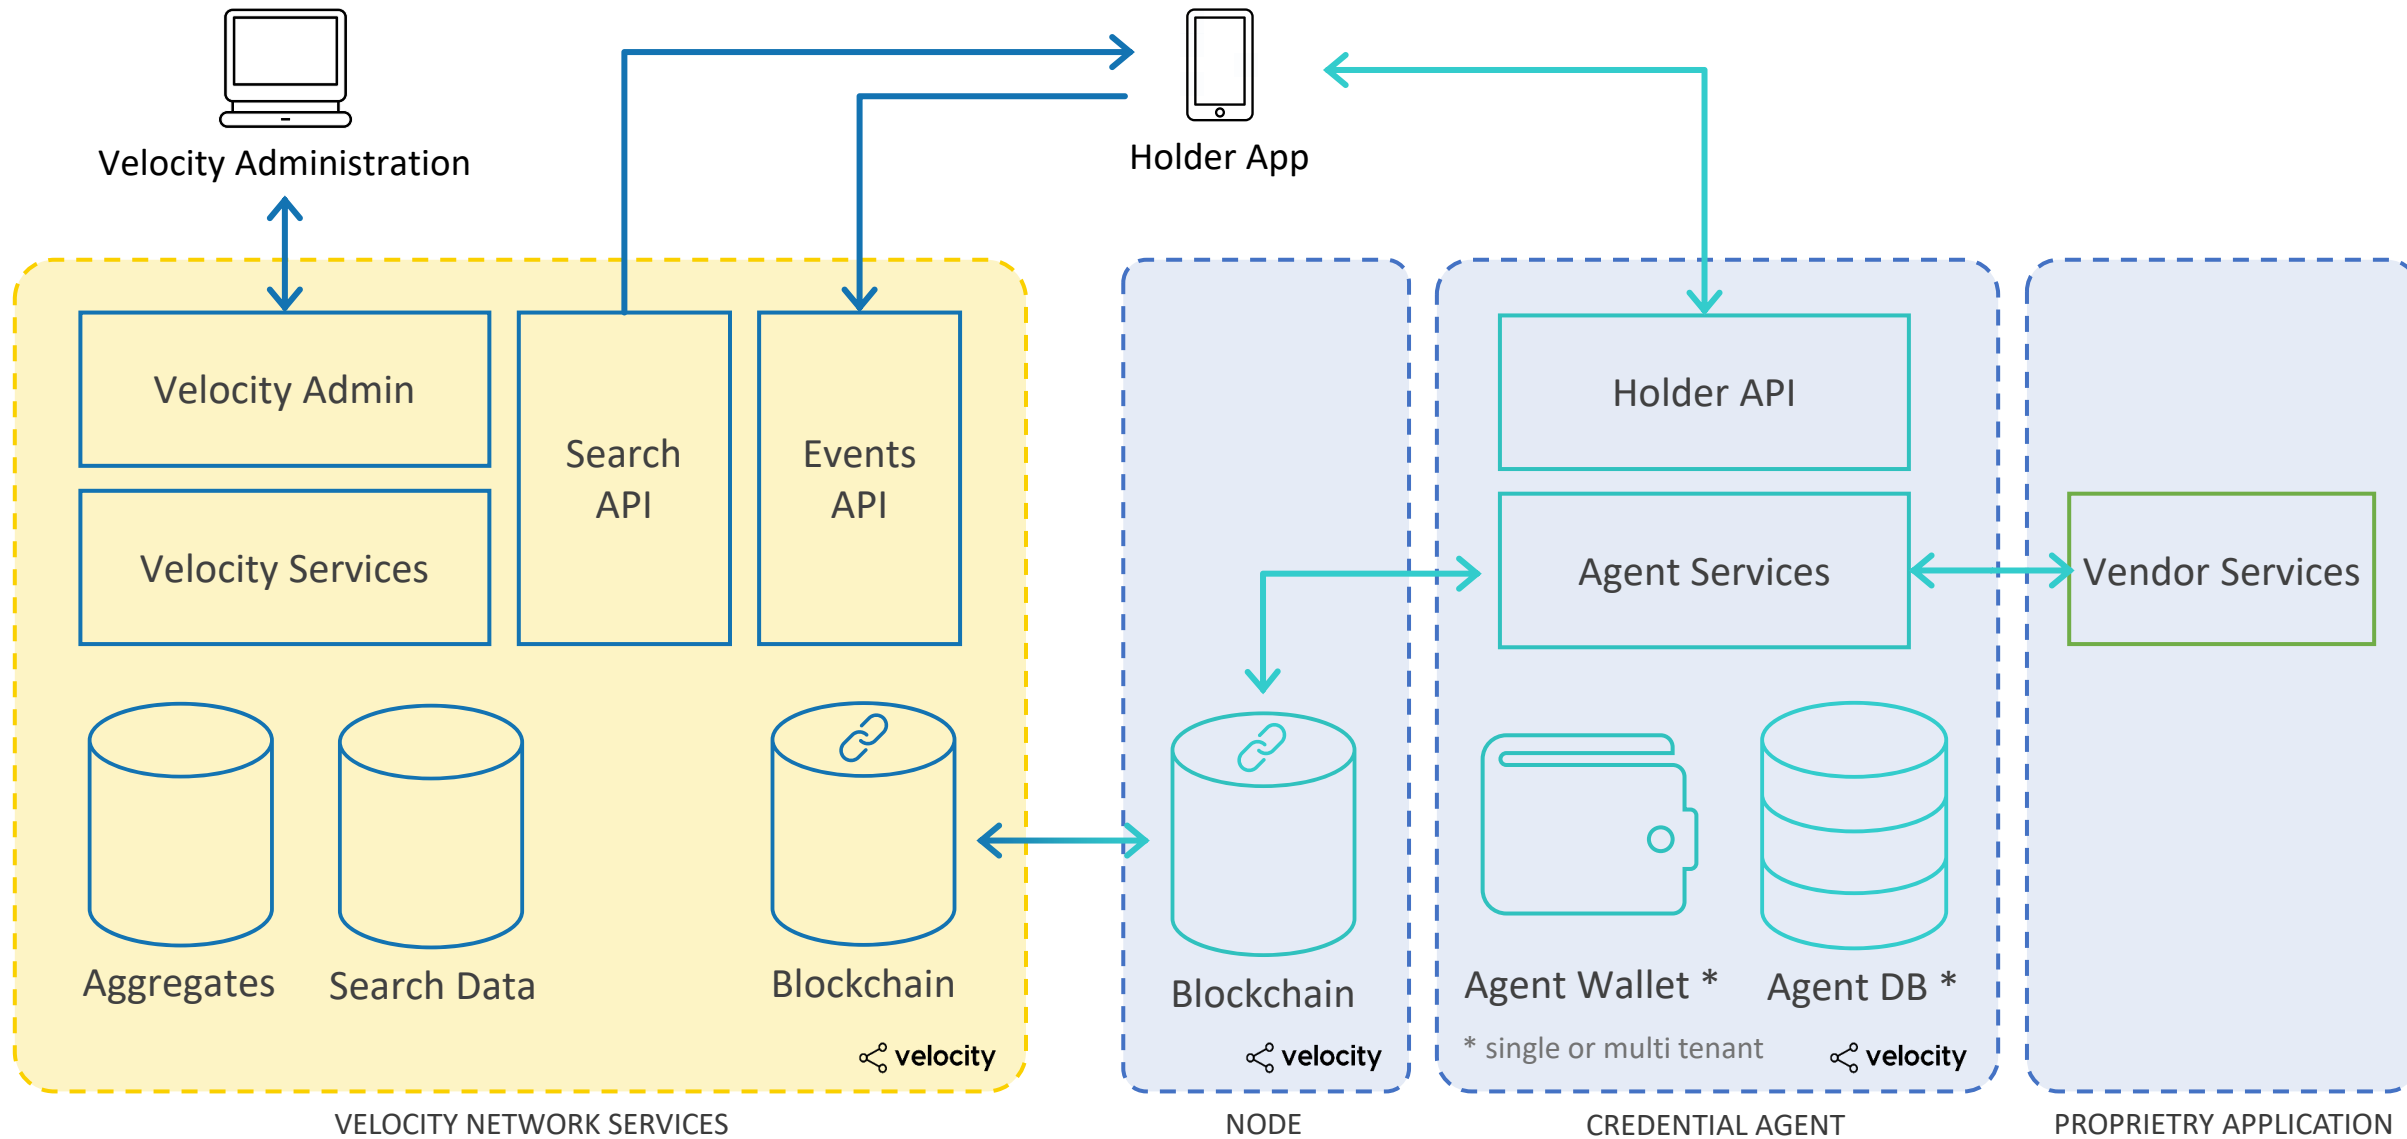 Velocity Administration
Holder App
Velocity Admin
Velocity Services
Search
API
Events
API
Aggregates
Search Data
Blockchain
velocity
VELOCITY NETWORK SERVICES
Blockchain
velocity
NODE
Holder API
Agent Services
Agent Wallet *
Agent DB *
* single or multi tenant
velocity
CREDENTIAL AGENT
Vendor Services
PROPRIETRY APPLICATION